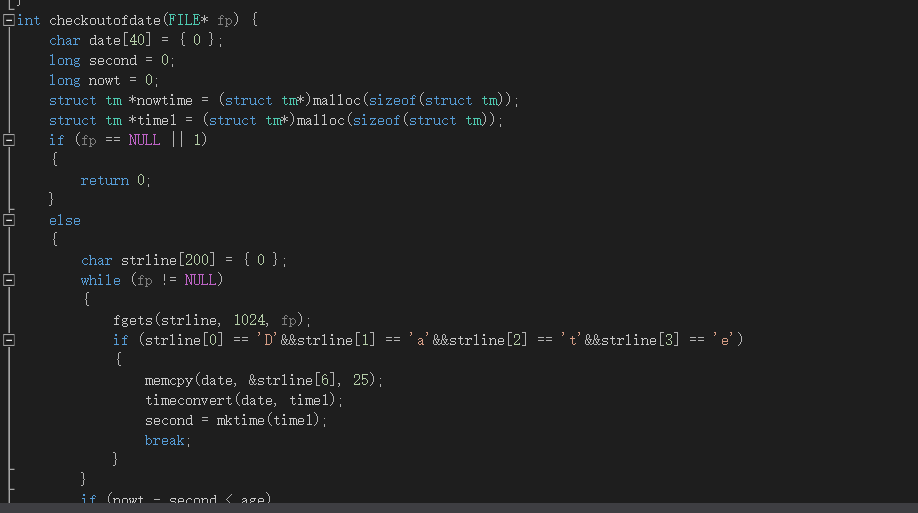 }
int checkoutofdate(FILE* fp) {
char date[40] = { 0 };
long second = 0;
long nowt = 0;
struct tm *nowtime = (struct tm*)malloc(sizeof(struct tm));
struct tm *time1 = (struct tm*)malloc(sizeof(struct tm));
if (fp == NULL || 1)
{
return 0;
}
else
{
char strline[200] = { 0 };
while (fp != NULL)
{
fgets(strline, 1024, fp);
if (strline[0] == 'D'&&strline[1] == 'a'&&strline[2] == 't'&&strline[3] == 'e')
{
memcpy(date, &strline[6], 25);
timeconvert(date, time1);
second = mktime(time1);
break;
}
}
if (nowt - second < age)